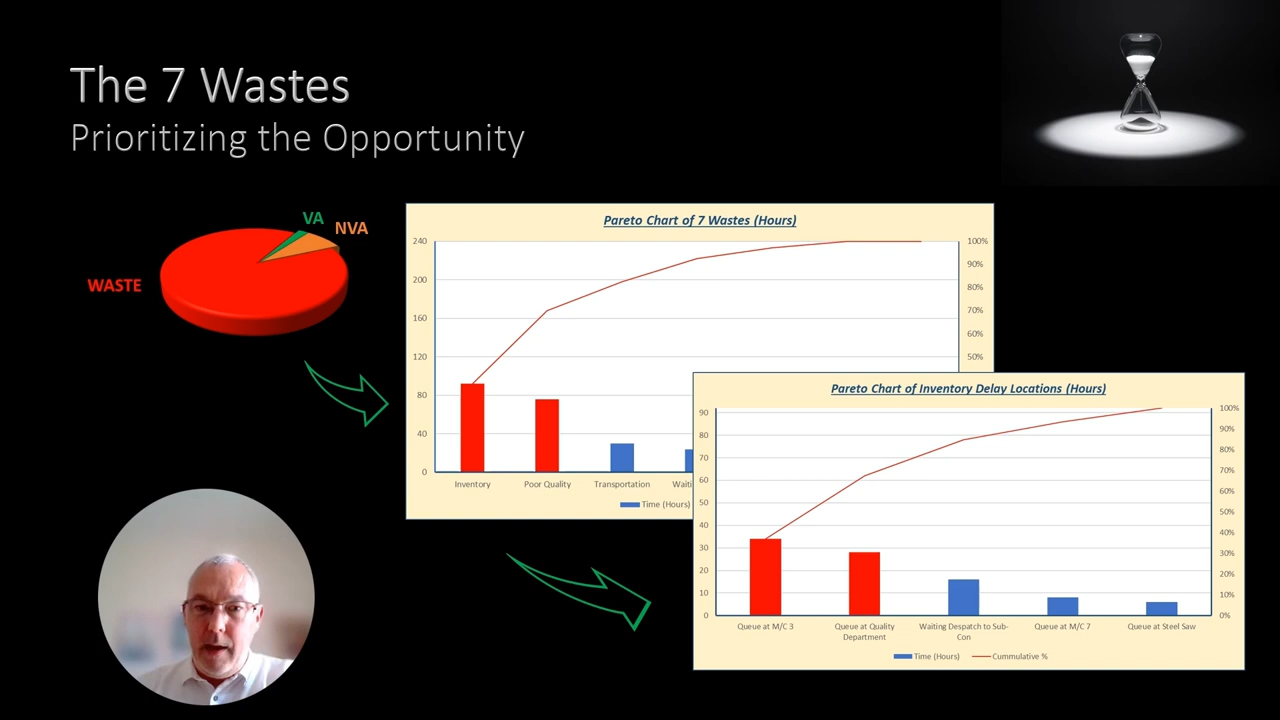 The 7 Wastes
Prioritizing the Opportunity
VA
NVA
WASTE
Pareto Chart of 7 Wastes (Hours)
240
200
160
120
80
40
0
100%
90%
80%
70%
60%
50%
Inventory
Poor Quality
Transportation
Waiti
Time (Hours)
Pareto Chart of Inventory Delay Locations (Hours)
90
80
70
60
50
40
30
20
10
0
100%
90%
80%
70%
60%
50%
40%
30%
20%
10%
0%
Queue at M/C 3
Queue at Quality
Department
Waiting Despatch to Sub-
Con
Queue at M/C 7
Queue at Steel Saw
Time (Hours)
Cummulative %